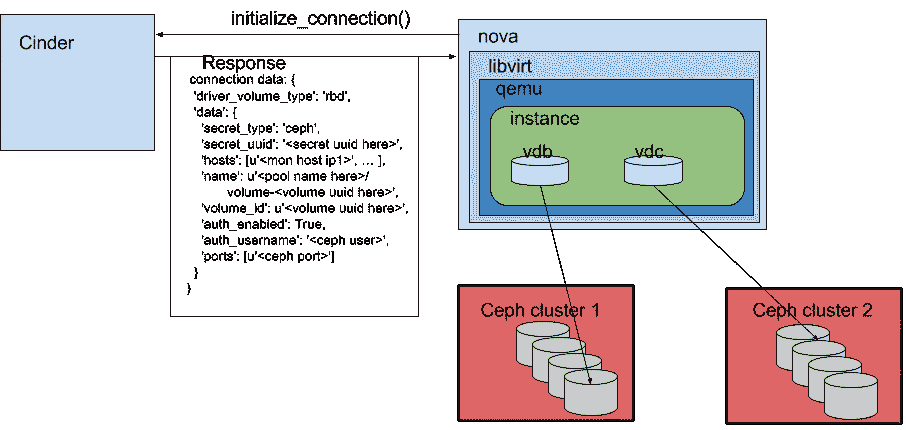 initialize_connection()
Cinder
nova
libvirt
qemu
instance
vdb
vdc
Response
connection data: {
'driver_volume_type': 'rbd',
'data': {
'secret_type': 'ceph',
'secret_uuid': '<secret uuid here>',
'hosts': [u'<mon host ip1>', ... ],
'name': u'<pool name here>/
volume-<volume uuid here>',
'volume_id': u'<volume uuid here>',
'auth_enabled': True,
'auth_username': '<ceph user>',
'ports': [u'<ceph port>']
}
}
Ceph cluster 1
Ceph cluster 2